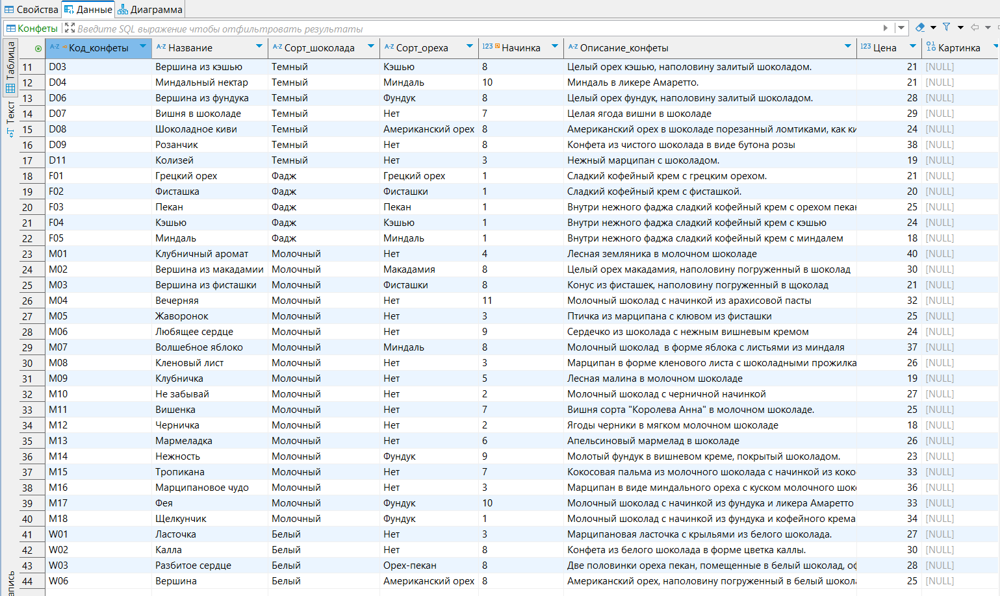 Свойства Данные Диаграмма
Конфеты Введите SQL выражение чтобы отфильтровать результаты
Таблица
Текст
апись
A-Z Код_конфеты A-Z Название A-Z Сорт_шоколада A-Z Сорт_ореха 123 Начинка A-Z Описание_конфеты 123 Цена 01 10 Картинка
11 D03 Вершина из кэшью Темный Кэшью 8 Целый орех кэшью, наполовину залитый шоколадом. 21 [NULL]
12 D04 Миндальный нектар Темный Миндаль 10 Миндаль в ликере Амаретто. 21 [NULL]
13 D06 Вершина из фундука Темный Фундук 8 Целый орех фундук, наполовину залитый шоколадом. 28 [NULL]
14 D07 Вишня в шоколаде Темный Нет 7 Целая ягода вишни в шоколаде 29 [NULL]
15 D08 Шоколадное киви Темный Американский орех 8 Американский орех в шоколаде порезанный ломтиками, как ки 24 [NULL]
16 D09 Розанчик Темный Нет 8 Конфета из чистого шоколада в виде бутона розы 38 [NULL]
17 D11 Колизей Темный Нет 3 Нежный марципан с шоколадом. 19 [NULL]
18 F01 Грецкий орех Фадж Грецкий орех 1 Сладкий кофейный крем с грецким орехом. 21 [NULL]
19 F02 Фисташка Фадж Фисташки 1 Сладкий кофейный крем с фисташкой. 20 [NULL]
20 F03 Пекан Фадж Пекан 1 Внутри нежного фаджа сладкий кофейный крем с орехом пекан 25 [NULL]
21 F04 Кэшью Фадж Кэшью 1 Внутри нежного фаджа сладкий кофейный крем с кэшью 24 [NULL]
22 F05 Миндаль Фадж Миндаль 1 Внутри нежного фаджа сладкий кофейный крем с миндалем 18 [NULL]
23 M01 Клубничный аромат Молочный Нет 4 Лесная земляника в молочном шоколаде 40 [NULL]
24 M02 Вершина из макадамии Молочный Макадамия 8 Целый орех макадамия, наполовину погруженный в шоколад 30 [NULL]
25 M03 Вершина из фисташки Молочный Фисташки 8 Конус из фисташек, наполовину погруженный в щоколад 21 [NULL]
26 M04 Вечерняя Молочный Нет 11 Молочный шоколад с начинкой из арахисовой пасты 32 [NULL]
27 M05 Жаворонок Молочный Нет 3 Птичка из марципана с клювом из фисташки 25 [NULL]
28 M06 Любящее сердце Молочный Нет 9 Сердечко из шоколада с нежным вишневым кремом 24 [NULL]
29 M07 Волшебное яблоко Молочный Миндаль 8 Молочный шоколад  в форме яблока с листьями из миндаля 37 [NULL]
30 M08 Кленовый лист Молочный Нет 3 Марципан в форме кленового листа с шоколадными прожилка 26 [NULL]
31 M09 Клубничка Молочный Нет 5 Лесная малина в молочном шоколаде 19 [NULL]
32 M10 Не забывай Молочный Нет 2 Молочный шоколад с черничной начинкой 27 [NULL]
33 M11 Вишенка Молочный Нет 7 Вишня сорта "Королева Анна" в молочном шоколаде. 25 [NULL]
34 M12 Черничка Молочный Нет 2 Ягоды черники в мягком молочном шоколаде 18 [NULL]
35 M13 Мармеладка Молочный Нет 6 Апельсиновый мармелад в шоколаде 26 [NULL]
36 M14 Нежность Молочный Фундук 9 Молотый фундук в вишневом креме, покрытый шоколадом. 23 [NULL]
37 M15 Тропикана Молочный Нет 7 Кокосовая пальма из молочного шоколада с начинкой из коко 33 [NULL]
38 M16 Марципановое чудо Молочный Нет 3 Марципан в виде миндального ореха с куском молочного шок 36 [NULL]
39 M17 Фея Молочный Фундук 10 Молочный шоколад с начинкой из фундука и ликера Амаретто 33 [NULL]
40 M18 Щелкунчик Молочный Фундук 1 Молочный шоколад с начинкой из фундука и кофейного крема 34 [NULL]
41 W01 Ласточка Белый Нет 3 Марципановая ласточка с крыльями из белого шоколада. 27 [NULL]
42 W02 Калла Белый Нет 8 Конфета из белого шоколада в форме цветка каллы. 30 [NULL]
43 W03 Разбитое сердце Белый Орех-пекан 8 Две половинки ореха пекан, помещенные в белый шоколад, оф 28 [NULL]
44 W06 Вершина Белый Американский орех 8 Американский орех, наполовину погруженный в белый шокола 25 [NULL]